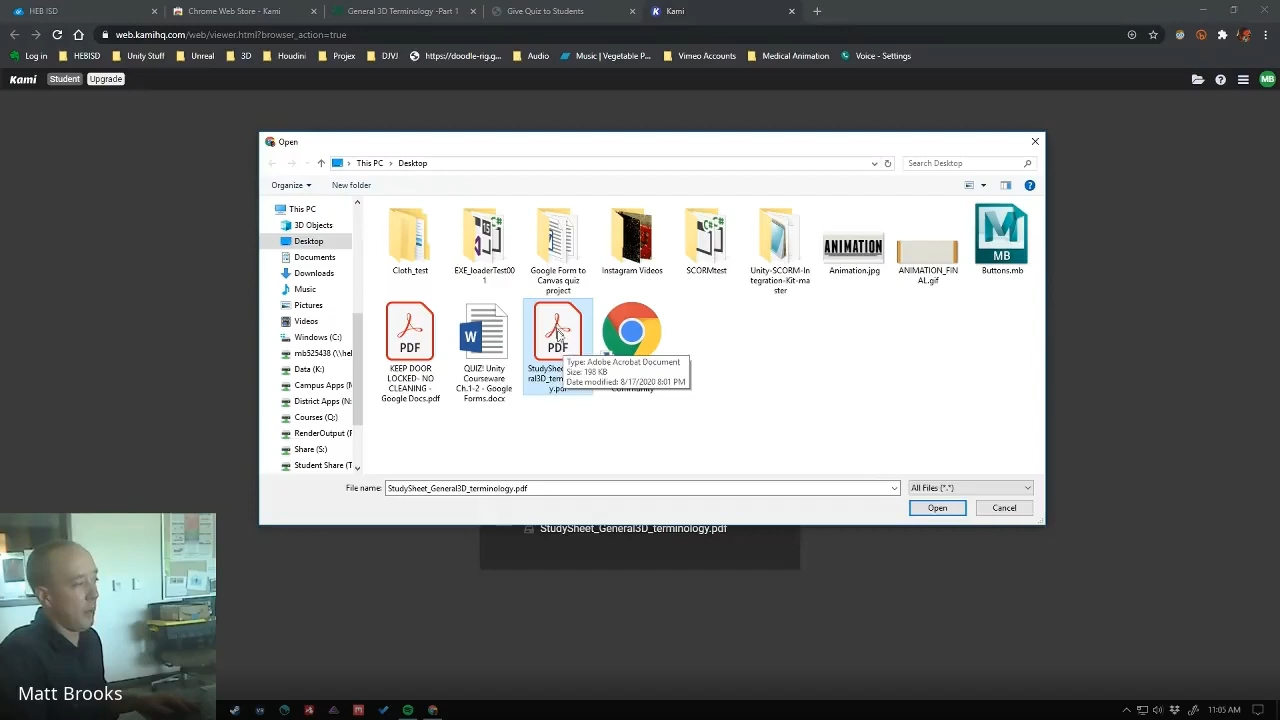 HEB ISD
Chrome Web Store - Kami
General 3D Terminology -Part 1
Give Quiz to Students
Kami
web.kamihq.com/web/viewer.html?browser_action=true
Log in
HEBISD
Unity Stuff
Unreal
3D
Houdini
Projex
DJVJ
https://doodle-rig.g...
Audio
Music | Vegetable P...
Vimeo Accounts
Medical Animation
Voice - Settings
Kami
Student
Upgrade
MB
Open
This PC
Desktop
Search Desktop
Organize
New folder
This PC
3D Objects
Desktop
Documents
Downloads
Music
Pictures
Videos
Windows (C:)
mb525438 (\\hel
Data (K:)
Campus Apps (
District Apps (N:
Courses (Q:)
RenderOutput (F
Share (S:)
Student Share (T
Cloth_test
EXE_loaderTest00
1
Google Form to
Canvas quiz
project
Instagram Videos
SCORMtest
Unity-SCORM-In
tegration-Kit-ma
ster
ANIMATION
Animation.jpg
ANIMATION_FIN
AL.gif
MB
Buttons.mb
PDF
KEEP DOOR
LOCKED- NO
CLEANING -
Google Docs.pdf
W
QUIZ! Unity
Courseware
Ch.1-2 - Google
Forms.docx
PDF
Type: Adobe Acrobat Document
Size: 198 KB
Date modified: 8/17/2020 8:01 PM
File name:
StudySheet_General3D_terminology.pdf
All Files (*.*)
Open
Cancel
StudySheet_General3D_terminology.pdf
Matt Brooks
11:05 AM